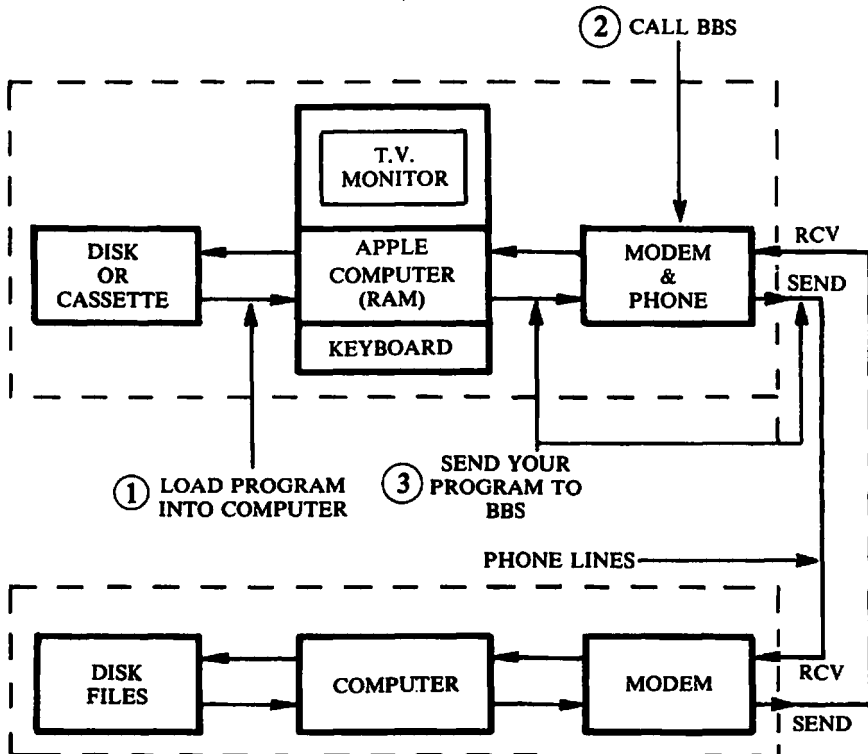 2 CALL BBS
T.V.
MONITOR
DISK
OR
CASSETTE
APPLE
COMPUTER
(RAM)
KEYBOARD
MODEM
&
PHONE
RCV
SEND
1 LOAD PROGRAM
INTO COMPUTER
3 SEND YOUR
PROGRAM TO
BBS
PHONE LINES
DISK
FILES
COMPUTER
MODEM
RCV
SEND